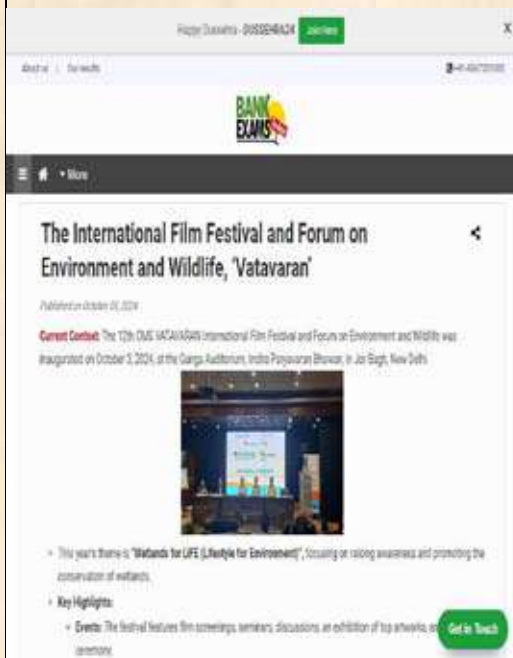 Happy Dussehra - DUSSEHRA24 Join Here X
About us | Our results
BANK
EXAMS
More
The International Film Festival and Forum on
Environment and Wildlife, 'Vatavaran'
Published on October 2024
Current Context: The 12th CMS VATAVARAN International Film Festival and Forum on Environment and Wildlife was
inaugurated on October 3, 2024, at the Ganga Auditorium, Indira Paryavaran Bhawan, in Jor Bagh, New Delhi.
• This year's theme is "Wetlands for LiFE (Lifestyle for Environment)", focusing on raising awareness and promoting the
conservation of wetlands.
• Key Highlights:
• Events: The festival features film screenings, seminars, discussions, an exhibition of top artworks,
ceremony.
Get in Touch